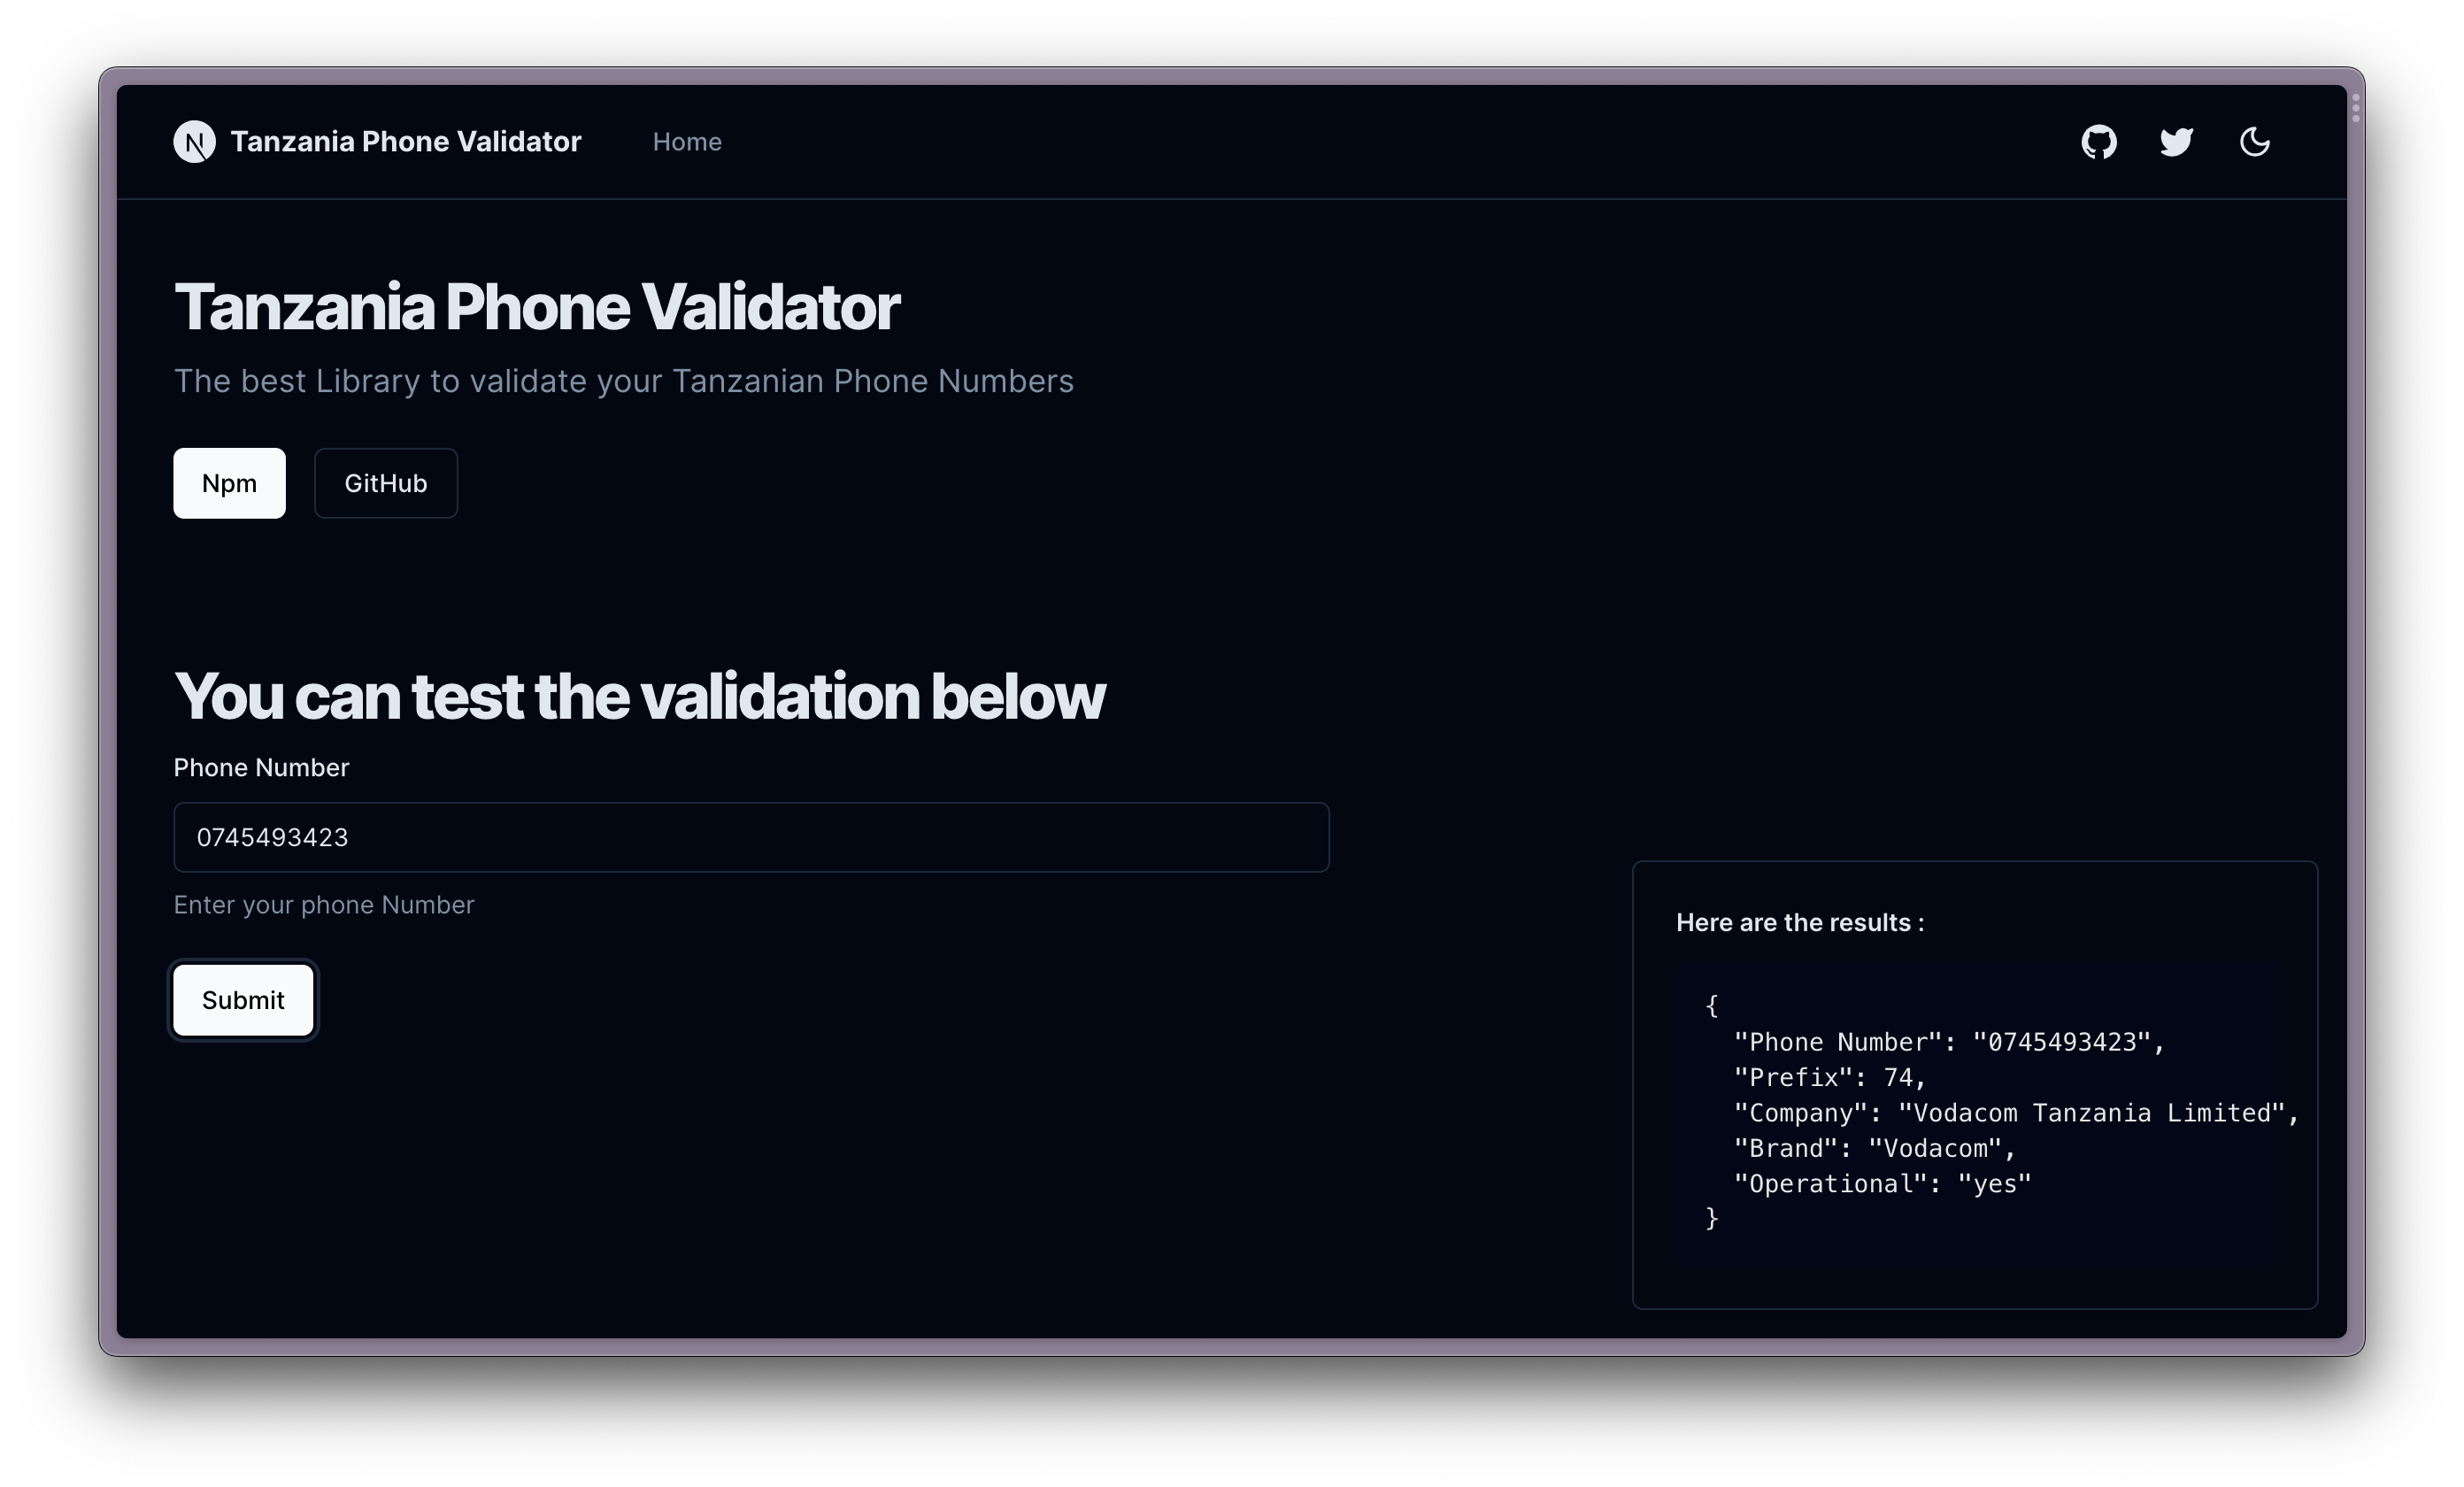 Tanzania Phone Validator
Home
Tanzania Phone Validator
The best Library to validate your Tanzanian Phone Numbers
Npm
GitHub
You can test the validation below
Phone Number
0745493423
Enter your phone Number
Submit
Here are the results :
{
"Phone Number": "0745493423",
"Prefix": 74,
"Company": "Vodacom Tanzania Limited",
"Brand": "Vodacom",
"Operational": "yes"
}